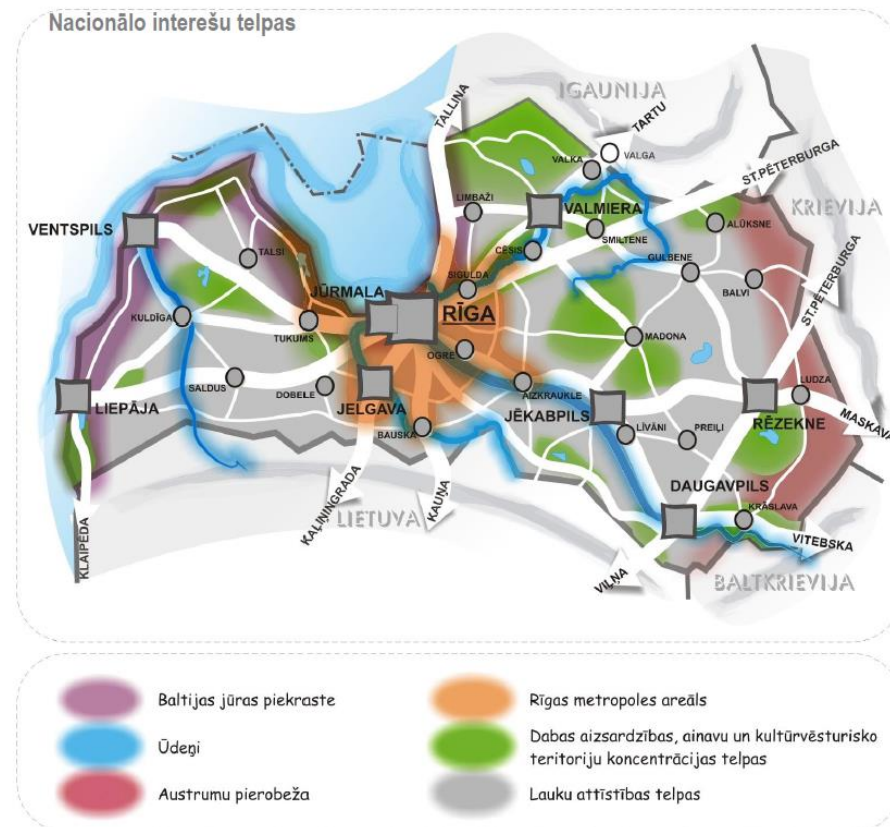 Nacionālo interešu telpas
IGAUNIJA
TALLINA
TARTU
VALKA
VALGA
ST.PĒTERBURGA
LIMBAŽI
VALMIERA
KRIEVIJA
VENTSPILS
ALŪKSNE
SMILTENE
CĒSIS
TALSI
GULBENE
SIGULDA
BALVI
JŪRMALA
RĪGA
ST.PĒTERBURGA
KULDĪGA
TUKUMS
MADONA
OGRE
SALDUS
DOBELE
AIZKRAUKLE
LUDZA
LIEPĀJA
JELGAVA
JĒKABPILS
RĒZEKNE
MASKAVA
BAUSKA
LĪVĀNI
PREIĻI
KAĻIŅINGRADA
KAUŅA
LIETUVA
DAUGAVPILS
KRĀSLAVA
KLAIPĒDA
VITEBSKA
VIĻŅA
BALTKRIEVIJA
Baltijas jūras piekraste
Ūdeņi
Austrumu pierobeža
Rīgas metropoles areāls
Dabas aizsardzības, ainavu un kultūrvēsturisko
teritoriju koncentrācijas telpas
Lauku attīstības telpas